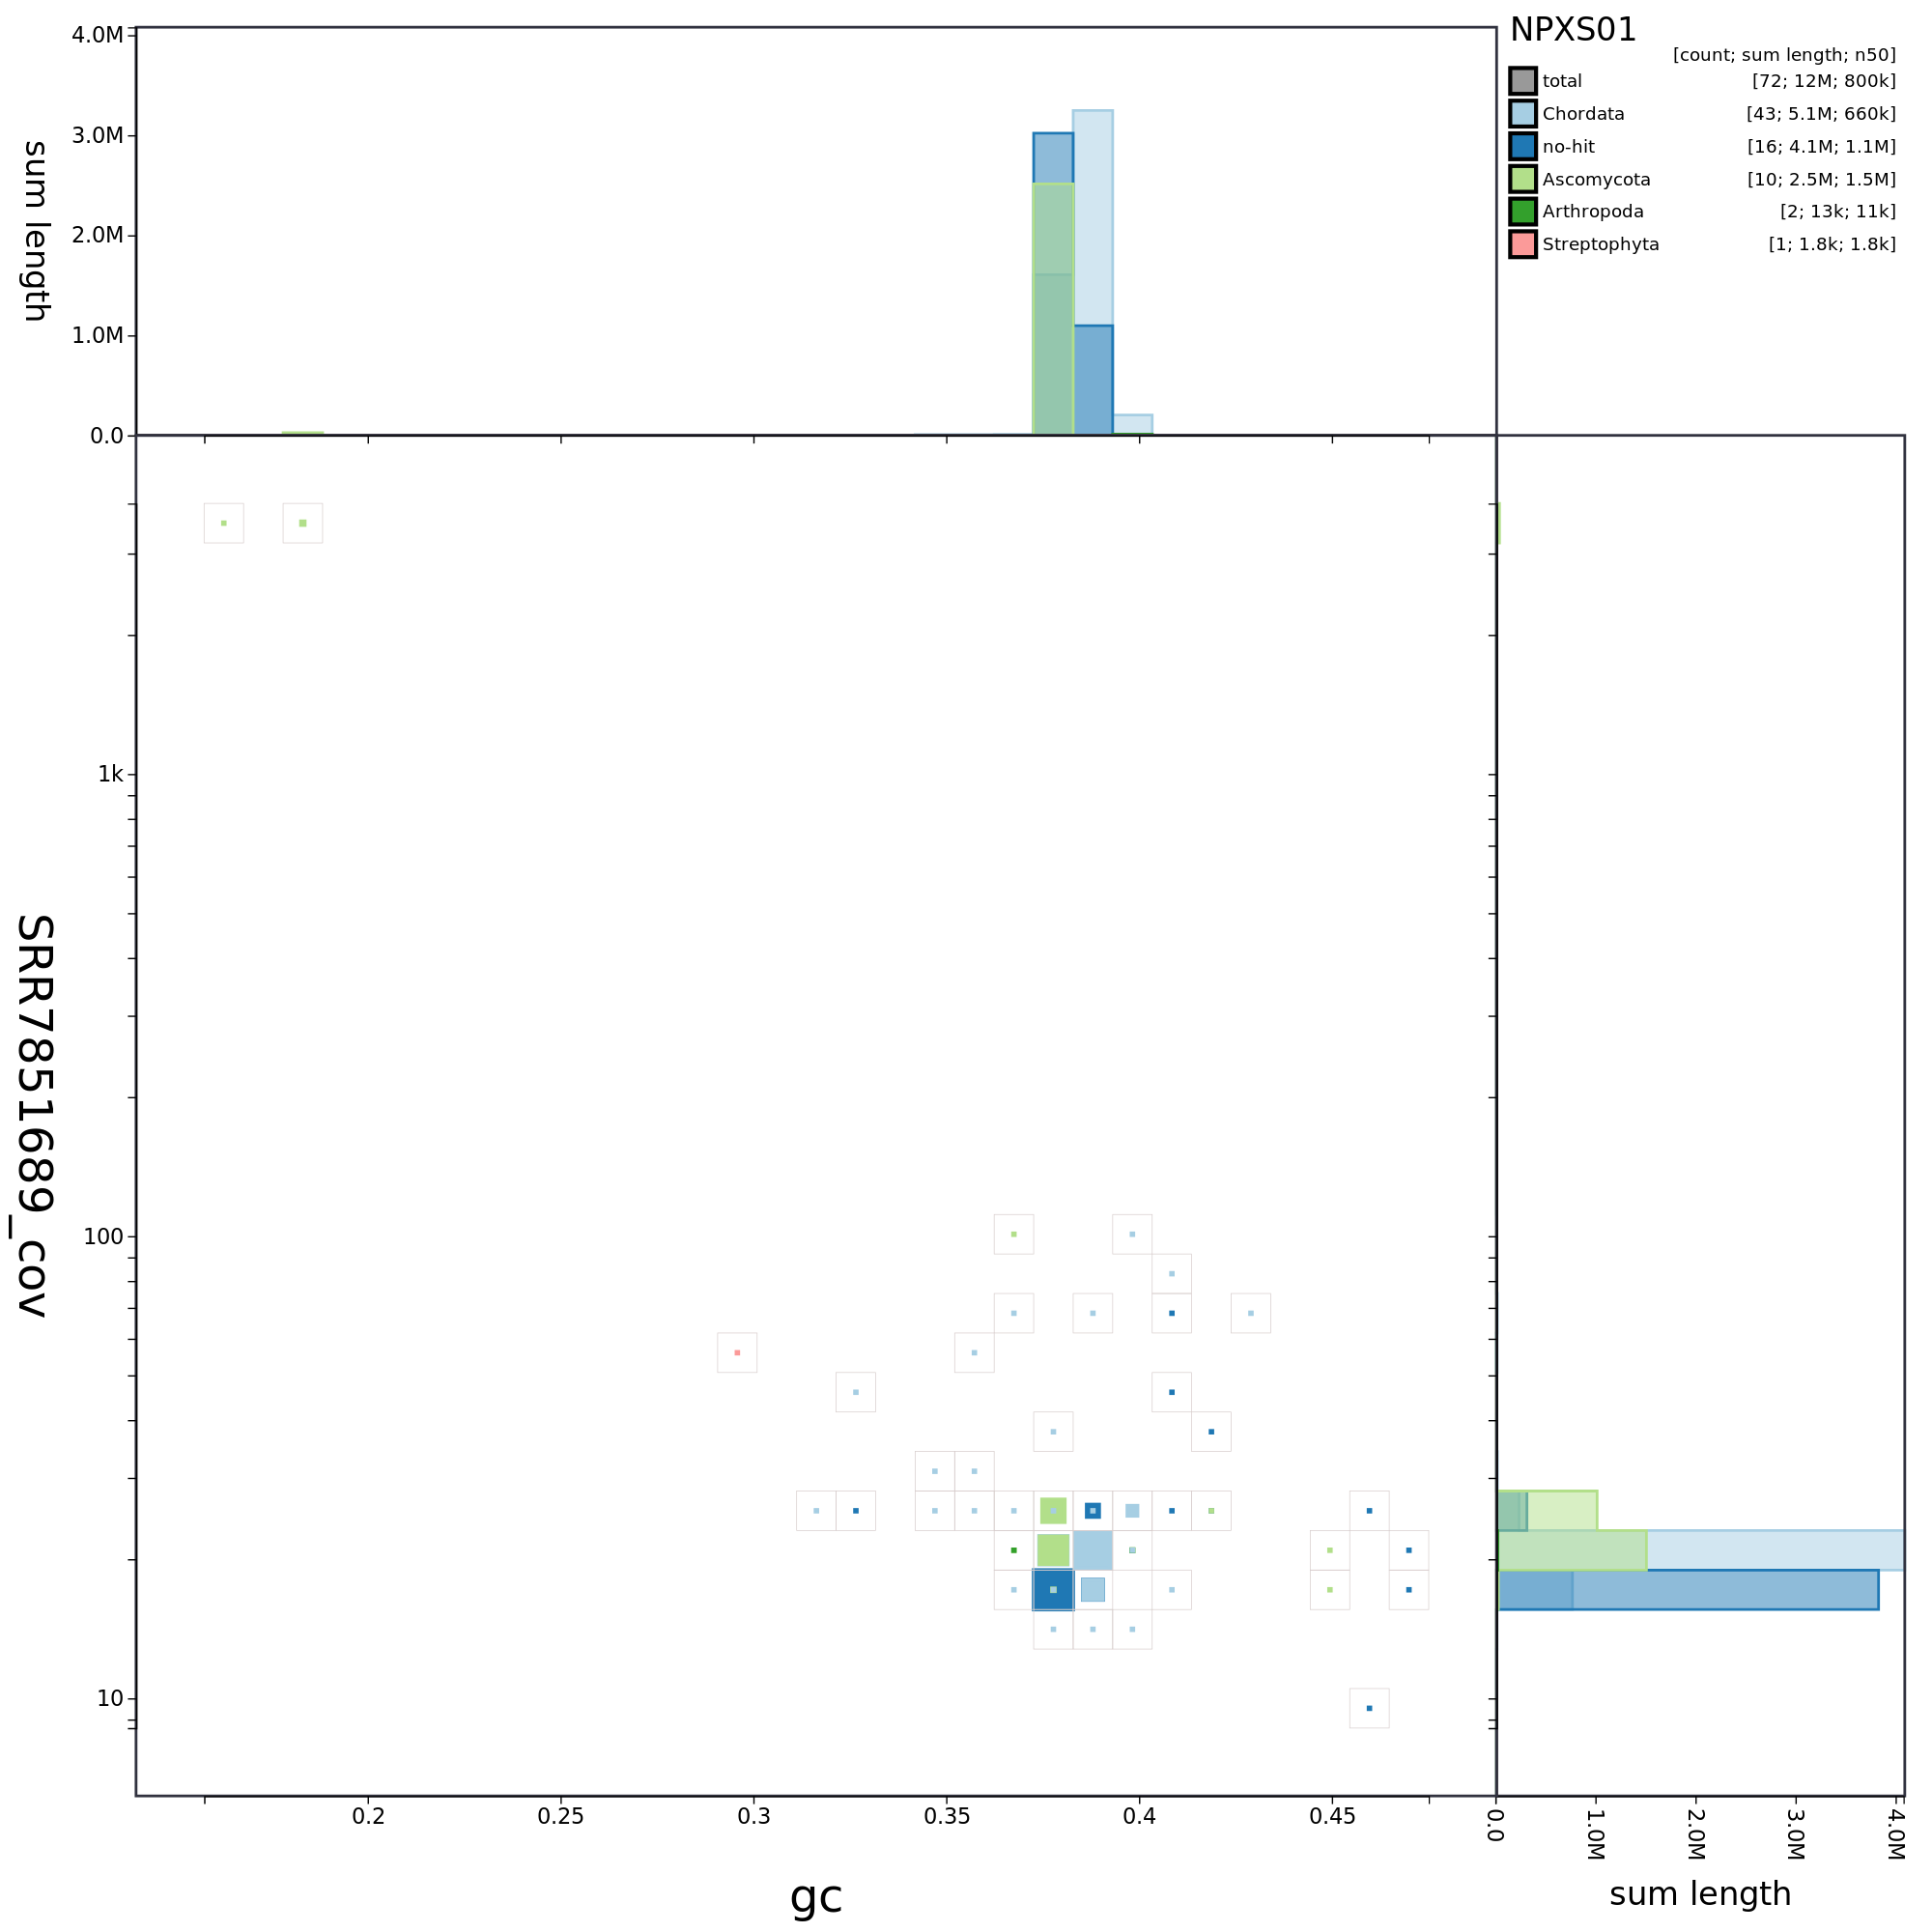 NPXS01
[count; sum length; n50]
total [72; 12M; 800k]
Chordata [43; 5.1M; 660k]
no-hit [16; 4.1M; 1.1M]
Ascomycota [10; 2.5M; 1.5M]
Arthropoda [2; 13k; 11k]
Streptophyta [1; 1.8k; 1.8k]
sum length
4.0M
3.0M
2.0M
1.0M
0.0
SRR7851689_cov
1k
100
10
0.2 0.25 0.3 0.35 0.4 0.45
gc
0.0 1.0M 2.0M 3.0M 4.0M
sum length